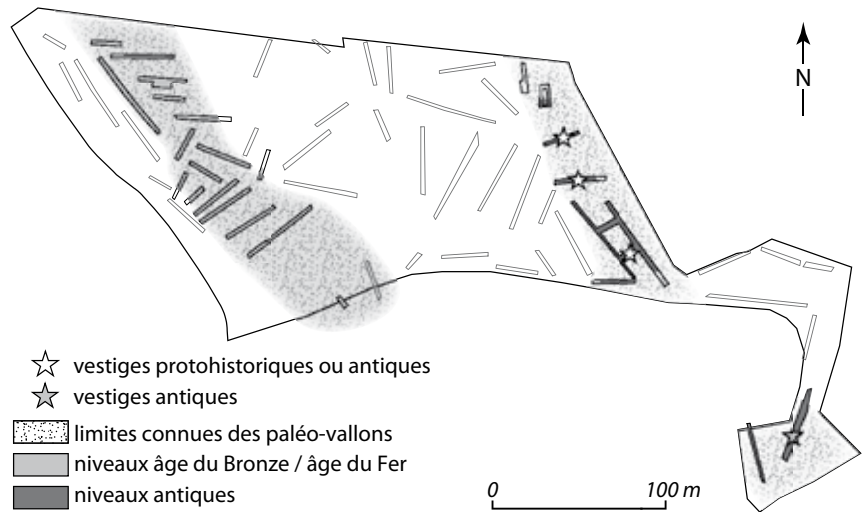 N
vestiges protohistoriques ou antiques
vestiges antiques
limites connues des paléo-vallons
niveaux âge du Bronze / âge du Fer
niveaux antiques
0 100 m